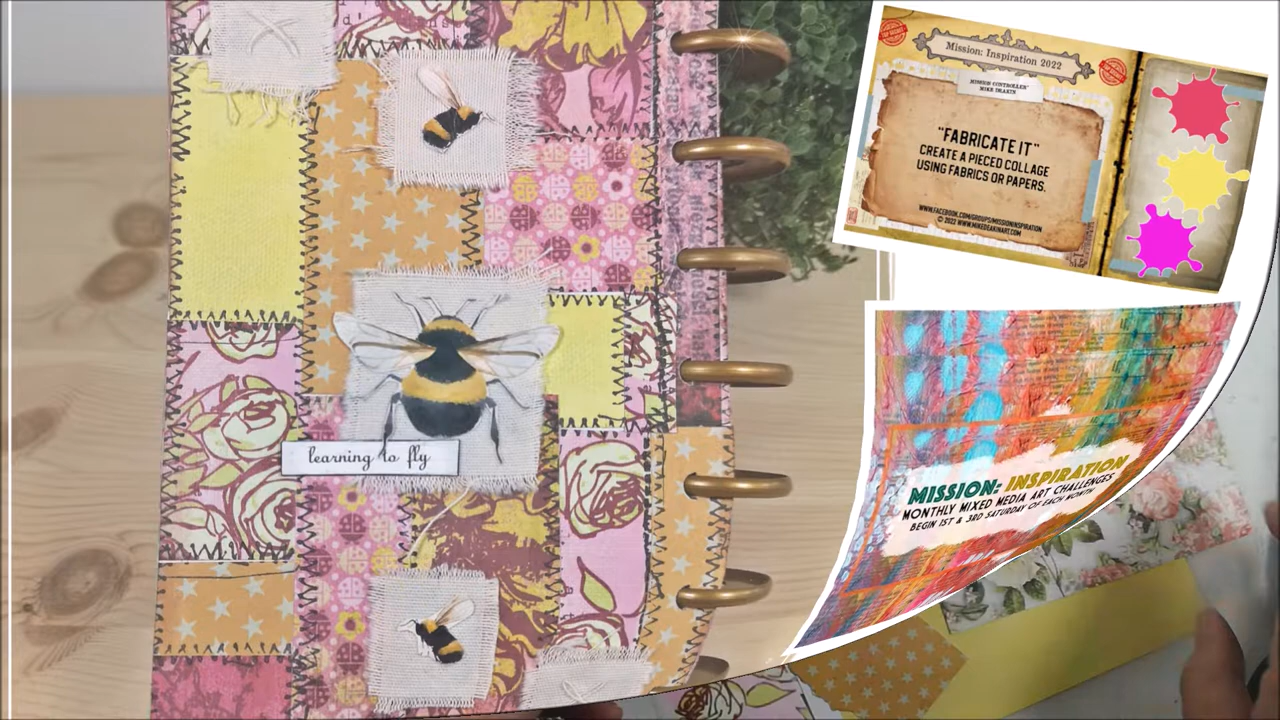 learning to fly
Mission: Inspiration 2022
MISSION CONTROLLER'
MIKE DEAKIN
"FABRICATE IT"
CREATE A PIECED COLLAGE
USING FABRICS OR PAPERS.
WWW.FACEBOOK.COM/GROUPS/MISSIONINSPIRATION
© 2022 WWW.MIKEDEAKINART.COM
MISSION: INSPIRATION
MONTHLY MIXED MEDIA ART CHALLENGES
BEGIN 1ST & 3RD SATURDAY OF EACH MONTH